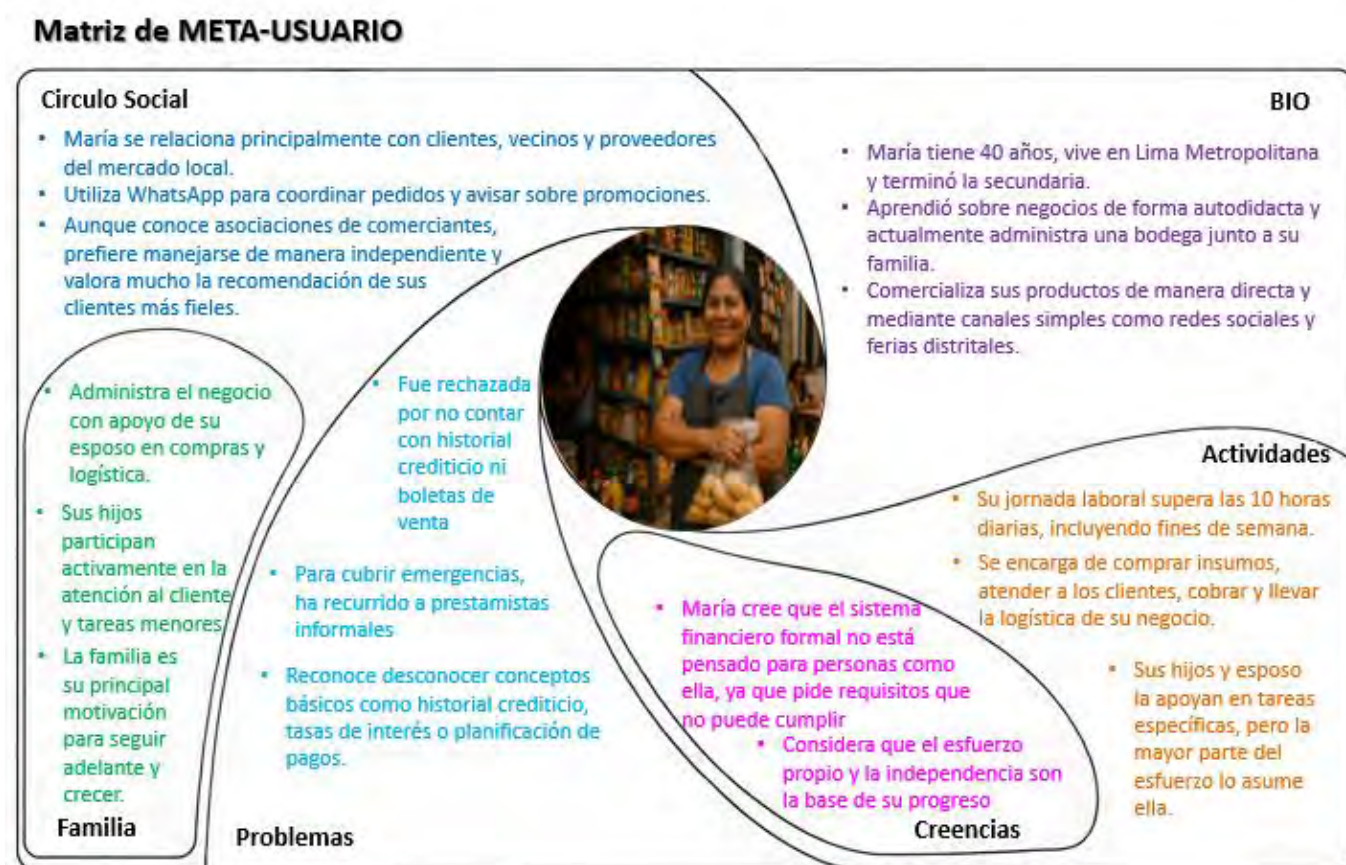 Matriz de META-USUARIO
Circulo Social
• María se relaciona principalmente con clientes, vecinos y proveedores
del mercado local.
• Utiliza WhatsApp para coordinar pedidos y avisar sobre promociones.
• Aunque conoce asociaciones de comerciantes,
prefiere manejarse de manera independiente y
valora mucho la recomendación de sus
clientes más fieles.
BIO
• María tiene 40 años, vive en Lima Metropolitana
y terminó la secundaria.
• Aprendió sobre negocios de forma autodidacta y
actualmente administra una bodega junto a su
familia.
• Comercializa sus productos de manera directa y
mediante canales simples como redes sociales y
ferias distritales.
• Administra el negocio
con apoyo de su
esposo en compras y
logística.
• Sus hijos
participan
activamente en la
atención al cliente
y tareas menores
• La familia es
su principal
motivación
para seguir
adelante y
crecer.
Familia
• Fue rechazada
por no contar
con historial
crediticio ni
boletas de
venta
• Para cubrir emergencias,
ha recurrido a prestamistas
informales
• Reconoce desconocer conceptos
básicos como historial crediticio,
tasas de interés o planificación de
pagos.
Problemas
• María cree que el sistema
financiero formal no está
pensado para personas como
ella, ya que pide requisitos que
no puede cumplir
• Considera que el esfuerzo
propio y la independencia son
la base de su progreso
Creencias
Actividades
• Su jornada laboral supera las 10 horas
diarias, incluyendo fines de semana.
• Se encarga de comprar insumos,
atender a los clientes, cobrar y llevar
la logística de su negocio.
• Sus hijos y esposo
la apoyan en tareas
específicas, pero la
mayor parte del
esfuerzo lo asume
ella.